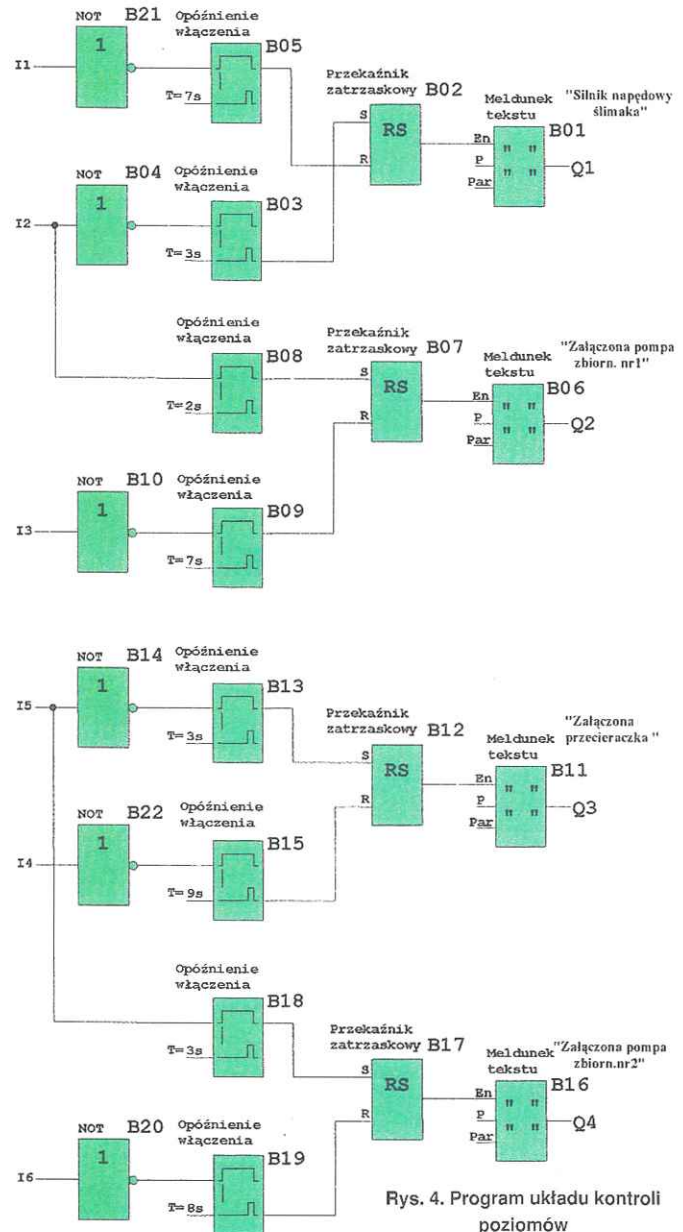 NOT B21 Opóźnienie
włączenia
B05
1
I1
T=7s
Przekaźnik
zatrzaskowy B02
S
RS
R
Meldunek
tekstu
"Silnik napędowy
ślimaka"
B01
En
P
Par
" "
" "
Q1
NOT B04 Opóźnienie
włączenia
B03
1
I2
T=3s
Opóźnienie
włączenia
B08
T=2s
Przekaźnik
zatrzaskowy B07
S
RS
R
Meldunek
tekstu
"Załączona pompa
zbiorn. nr1"
B06
En
P
Par
" "
" "
Q2
NOT B10 Opóźnienie
włączenia
B09
1
I3
T=7s
NOT B14 Opóźnienie
włączenia
B13
1
I5
T=3s
Przekaźnik
zatrzaskowy B12
S
RS
R
Meldunek
tekstu
"Załączona
przecieraczka "
B11
En
P
Par
" "
" "
Q3
NOT B22 Opóźnienie
włączenia
B15
1
I4
T=9s
Opóźnienie
włączenia
B18
T=3s
Przekaźnik
zatrzaskowy B17
S
RS
R
Meldunek
tekstu
"Załączona pompa
zbiorn.nr2"
B16
En
P
Par
" "
" "
Q4
NOT B20 Opóźnienie
włączenia
B19
1
I6
T=8s
Rys. 4. Program układu kontroli
poziomów